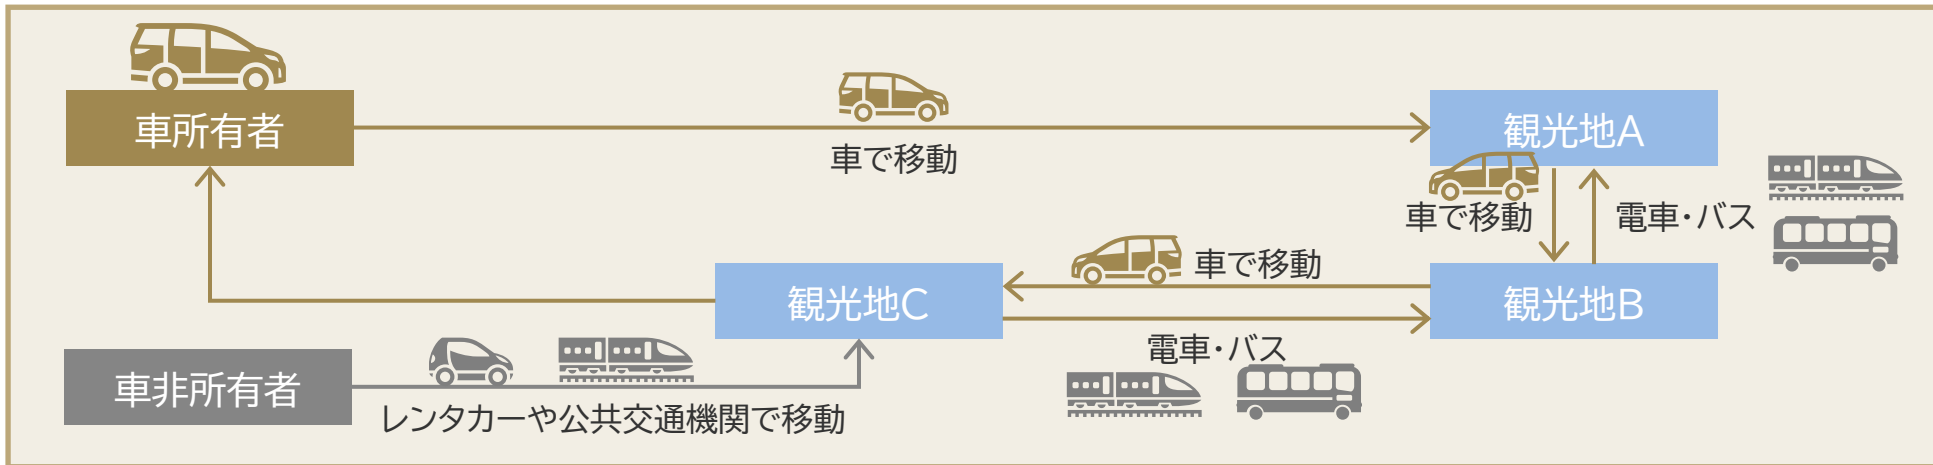 車所有者
車で移動
観光地A
車で移動
電車・バス
車で移動
観光地C
観光地B
電車・バス
車非所有者
レンタカーや公共交通機関で移動